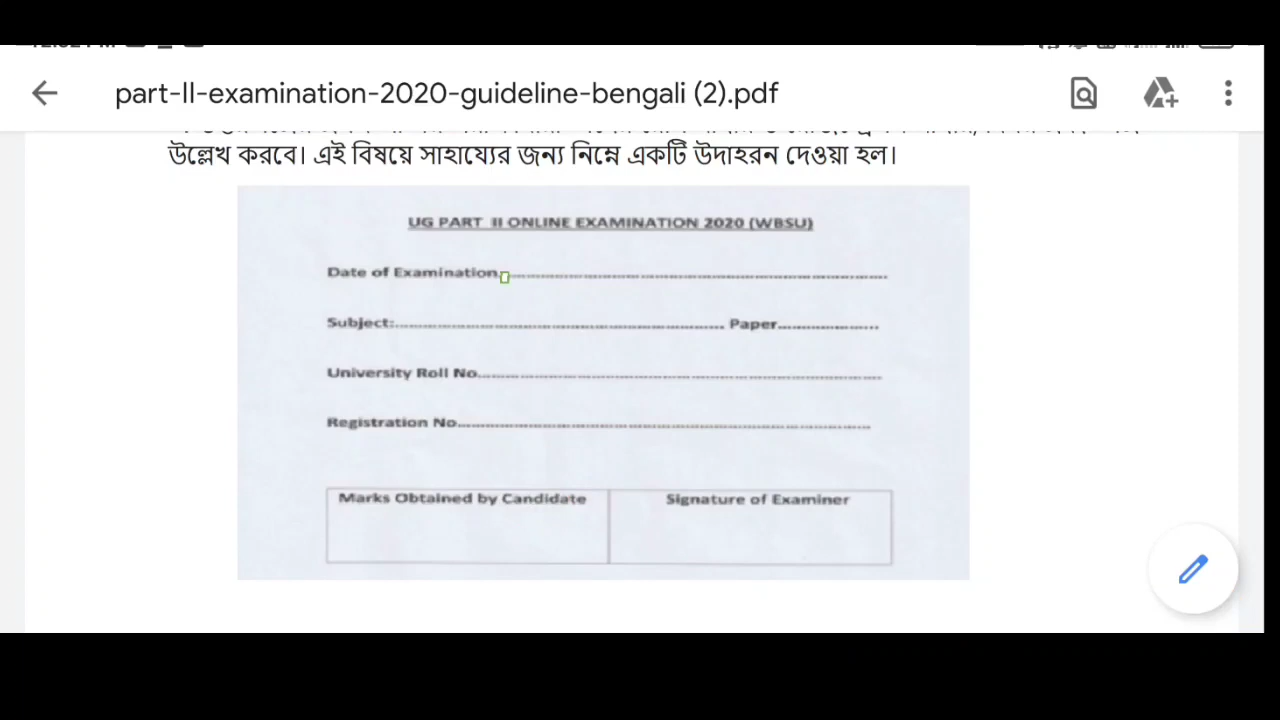 part-II-examination-2020-guideline-bengali (2).pdf
উল্লেখ করবে। এই বিষয়ে সাহায্যের জন্য নিম্নে একটি উদাহরন দেওয়া হল।
UG PART II ONLINE EXAMINATION 2020 (WBSU)
Date of Examination
Subject:.......................................................... Paper....................
University Roll No......................................................................
Registration No......................................................................
Marks Obtained by Candidate Signature of Examiner